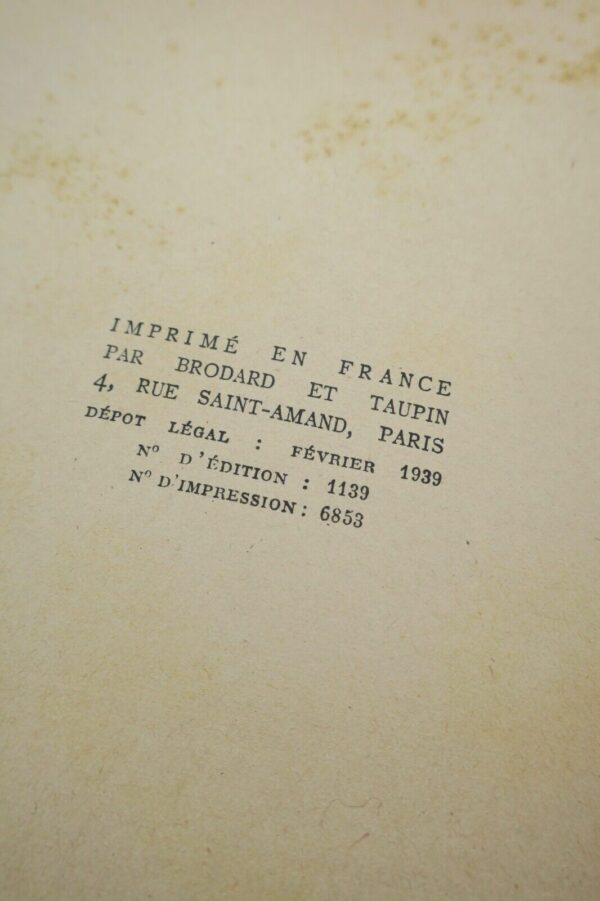 IMPRIMÉ EN FRANCE
PAR BRODARD ET TAUPIN
4, RUE SAINT-AMAND, PARIS
DÉPOT LÉGAL : FÉVRIER 1939
Nº D'ÉDITION : 1139
Nº D'IMPRESSION : 6853